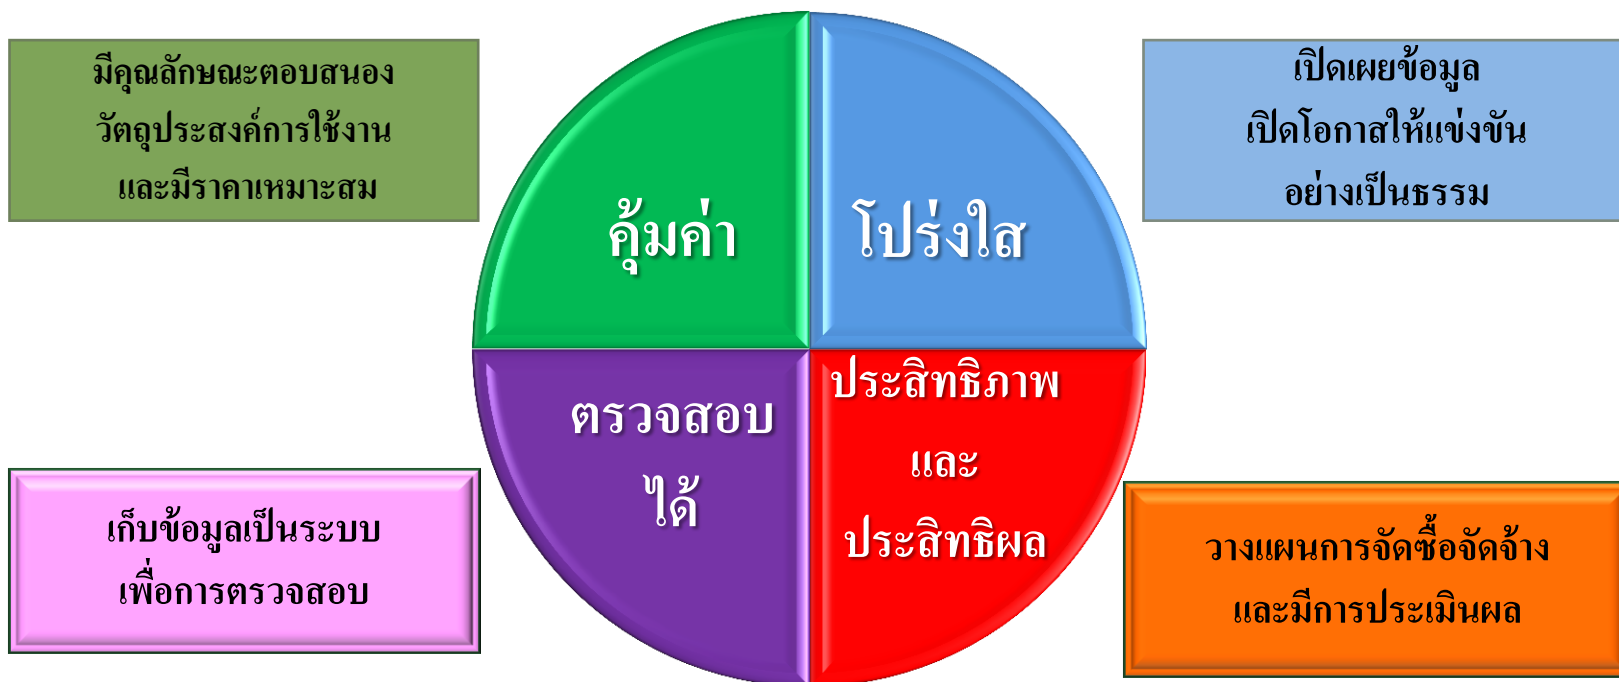 มีคุณลักษณะตอบสนอง
วัตถุประสงค์การใช้งาน
และมีราคาเหมาะสม
คุ้มค่า
โปร่งใส
เปิดเผยข้อมูล
เปิดโอกาสให้แข่งขัน
อย่างเป็นธรรม
เก็บข้อมูลเป็นระบบ
เพื่อการตรวจสอบ
ตรวจสอบ
ได้
ประสิทธิภาพ
และ
ประสิทธิผล
วางแผนการจัดซื้อจัดจ้าง
และมีการประเมินผล